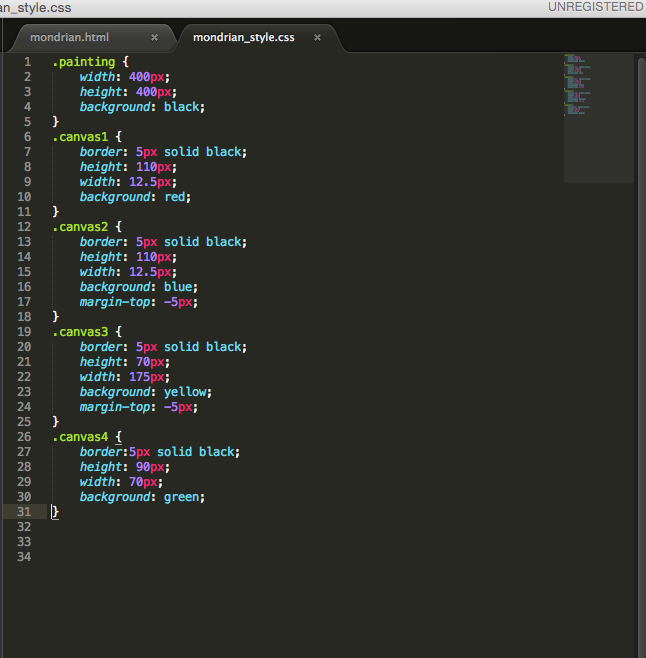 an_style.css UNREGISTERED
mondrian.html × mondrian_style.css ×
1 .painting {
2 width: 400px;
3 height: 400px;
4 background: black;
5 }
6 .canvas1 {
7 border: 5px solid black;
8 height: 110px;
9 width: 12.5px;
10 background: red;
11 }
12 .canvas2 {
13 border: 5px solid black;
14 height: 110px;
15 width: 12.5px;
16 background: blue;
17 margin-top: -5px;
18 }
19 .canvas3 {
20 border: 5px solid black;
21 height: 70px;
22 width: 175px;
23 background: yellow;
24 margin-top: -5px;
25 }
26 .canvas4 {
27 border:5px solid black;
28 height: 90px;
29 width: 70px;
30 background: green;
31 }
32
33
34